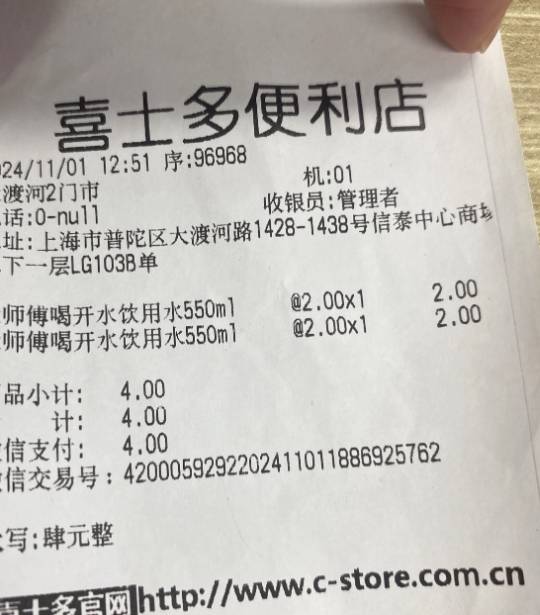 喜士多便利店
024/11/01 12:51 序:96968 机:01
渡河2门市 收银员:管理者
话:0-null
址:上海市普陀区大渡河路1428-1438号信泰中心商场
下一层LG103B单
师傅喝开水饮用水550ml @2.00x1 2.00
师傅喝开水饮用水550ml @2.00x1 2.00
品小计: 4.00
计: 4.00
信支付: 4.00
信交易号:4200059292202411011886925762
写:肆元整
喜士多官网 http://www.c-store.com.cn